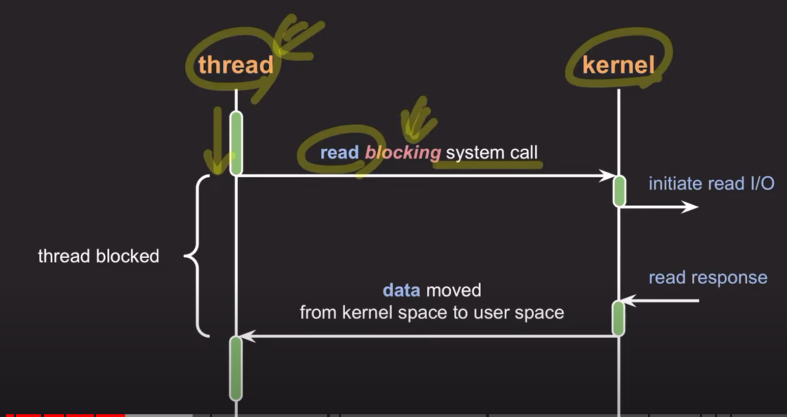 thread
kernel
read blocking system call
initiate read I/O
thread blocked
read response
data moved
from kernel space to user space